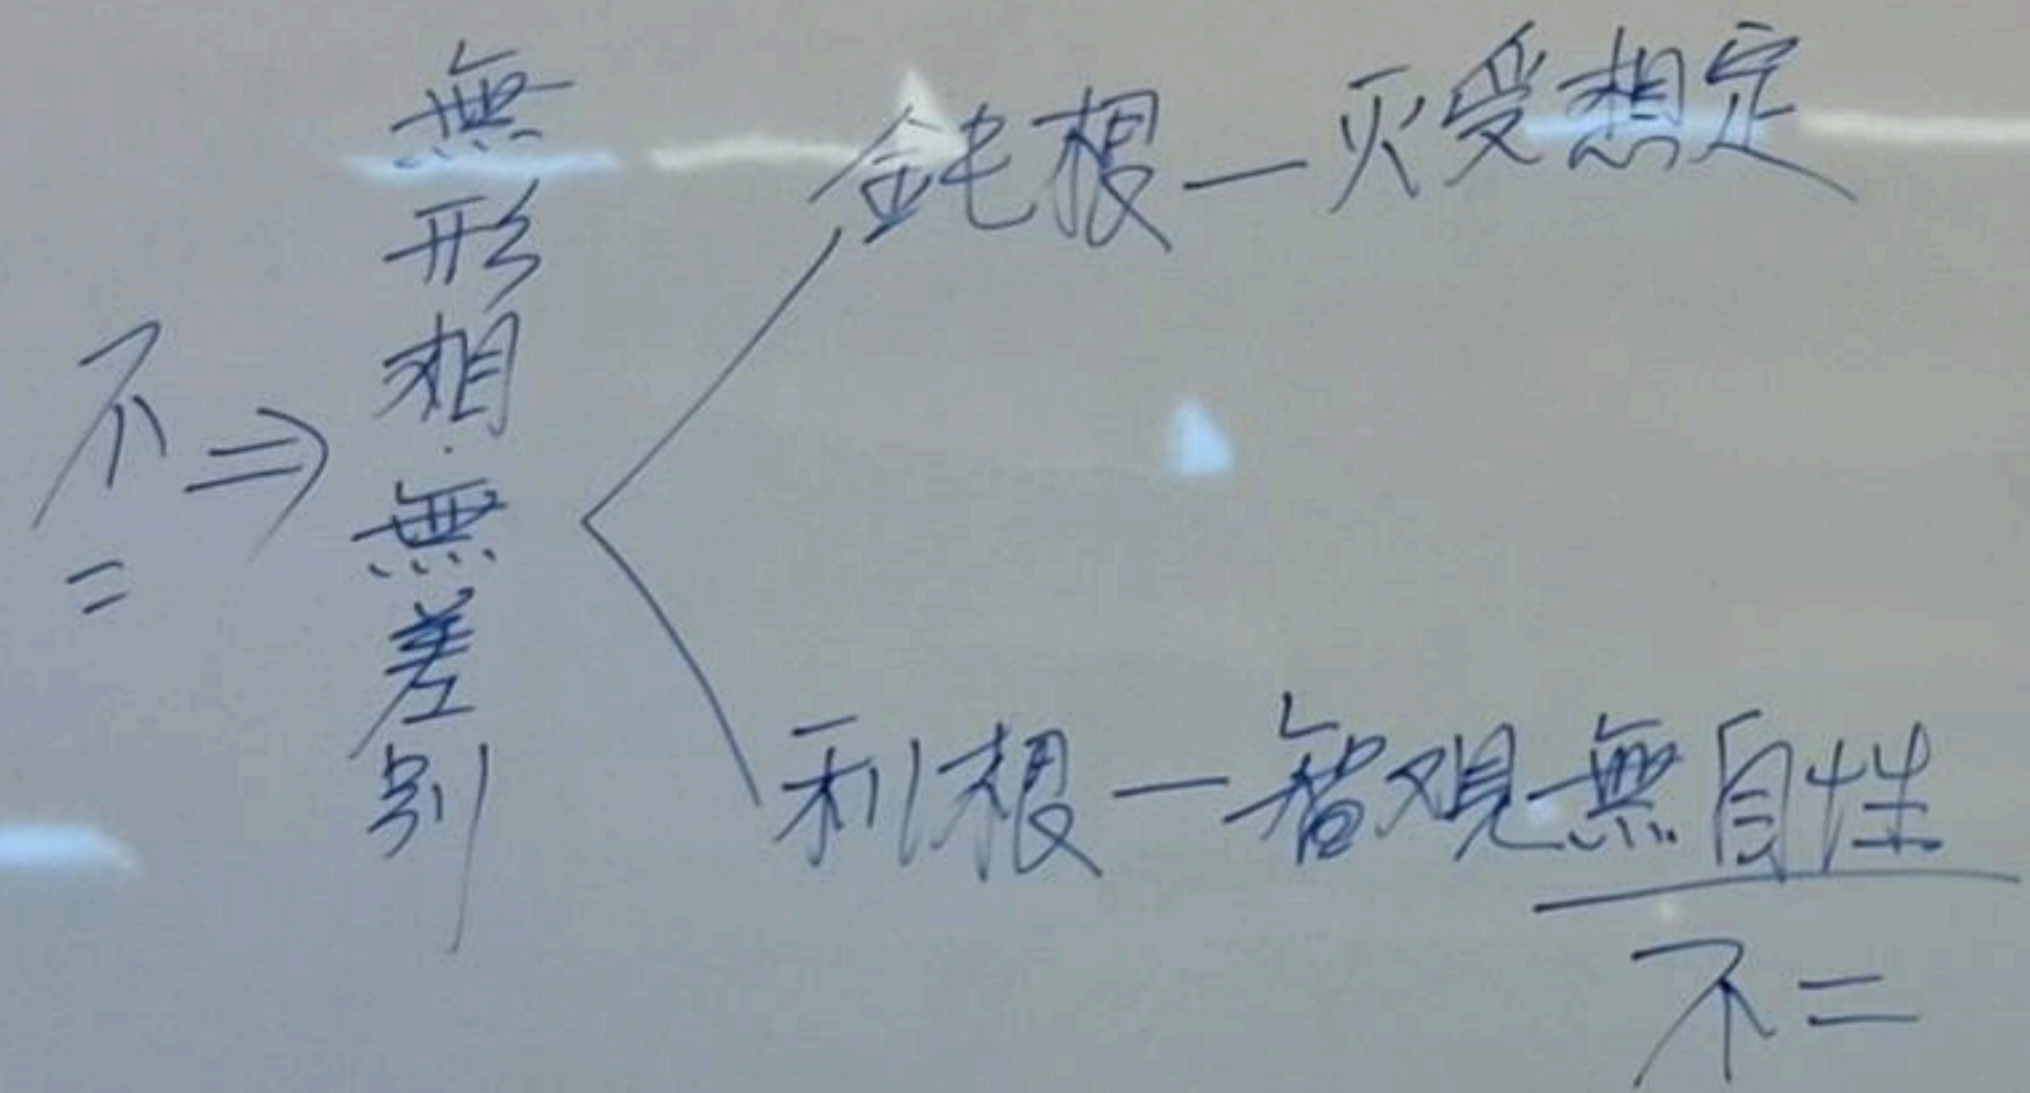 不二⇒
無形相.無差別
鈍根—灭受想定
利根—智观無自性
不二